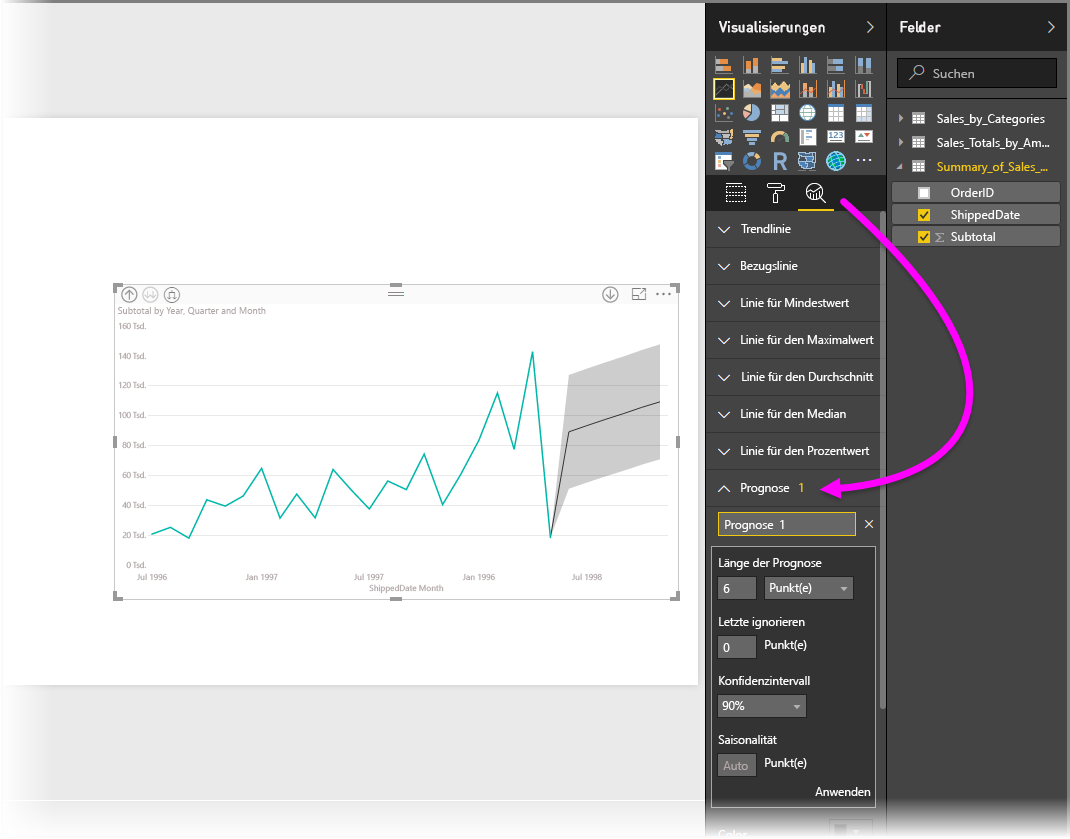 Visualisierungen
Felder
Suchen
Sales_by_Categories
Sales_Totals_by_Am...
Summary_of_Sales_...
OrderID
ShippedDate
Σ Subtotal
123
R
Trendlinie
Bezugslinie
Linie für Mindestwert
Linie für den Maximalwert
Linie für den Durchschnitt
Linie für den Median
Linie für den Prozentwert
Prognose 1
Prognose 1
Länge der Prognose
6 Punkt(e)
Letzte ignorieren
0 Punkt(e)
Konfidenzintervall
90%
Saisonalität
Auto Punkt(e)
Anwenden
Color
Subtotal by Year, Quarter and Month
160 Tsd.
140 Tsd.
120 Tsd.
100 Tsd.
80 Tsd.
60 Tsd.
40 Tsd.
20 Tsd.
0 Tsd.
Jul 1996 Jan 1997 Jul 1997 Jan 1996 Jul 1998
ShippedDate Month